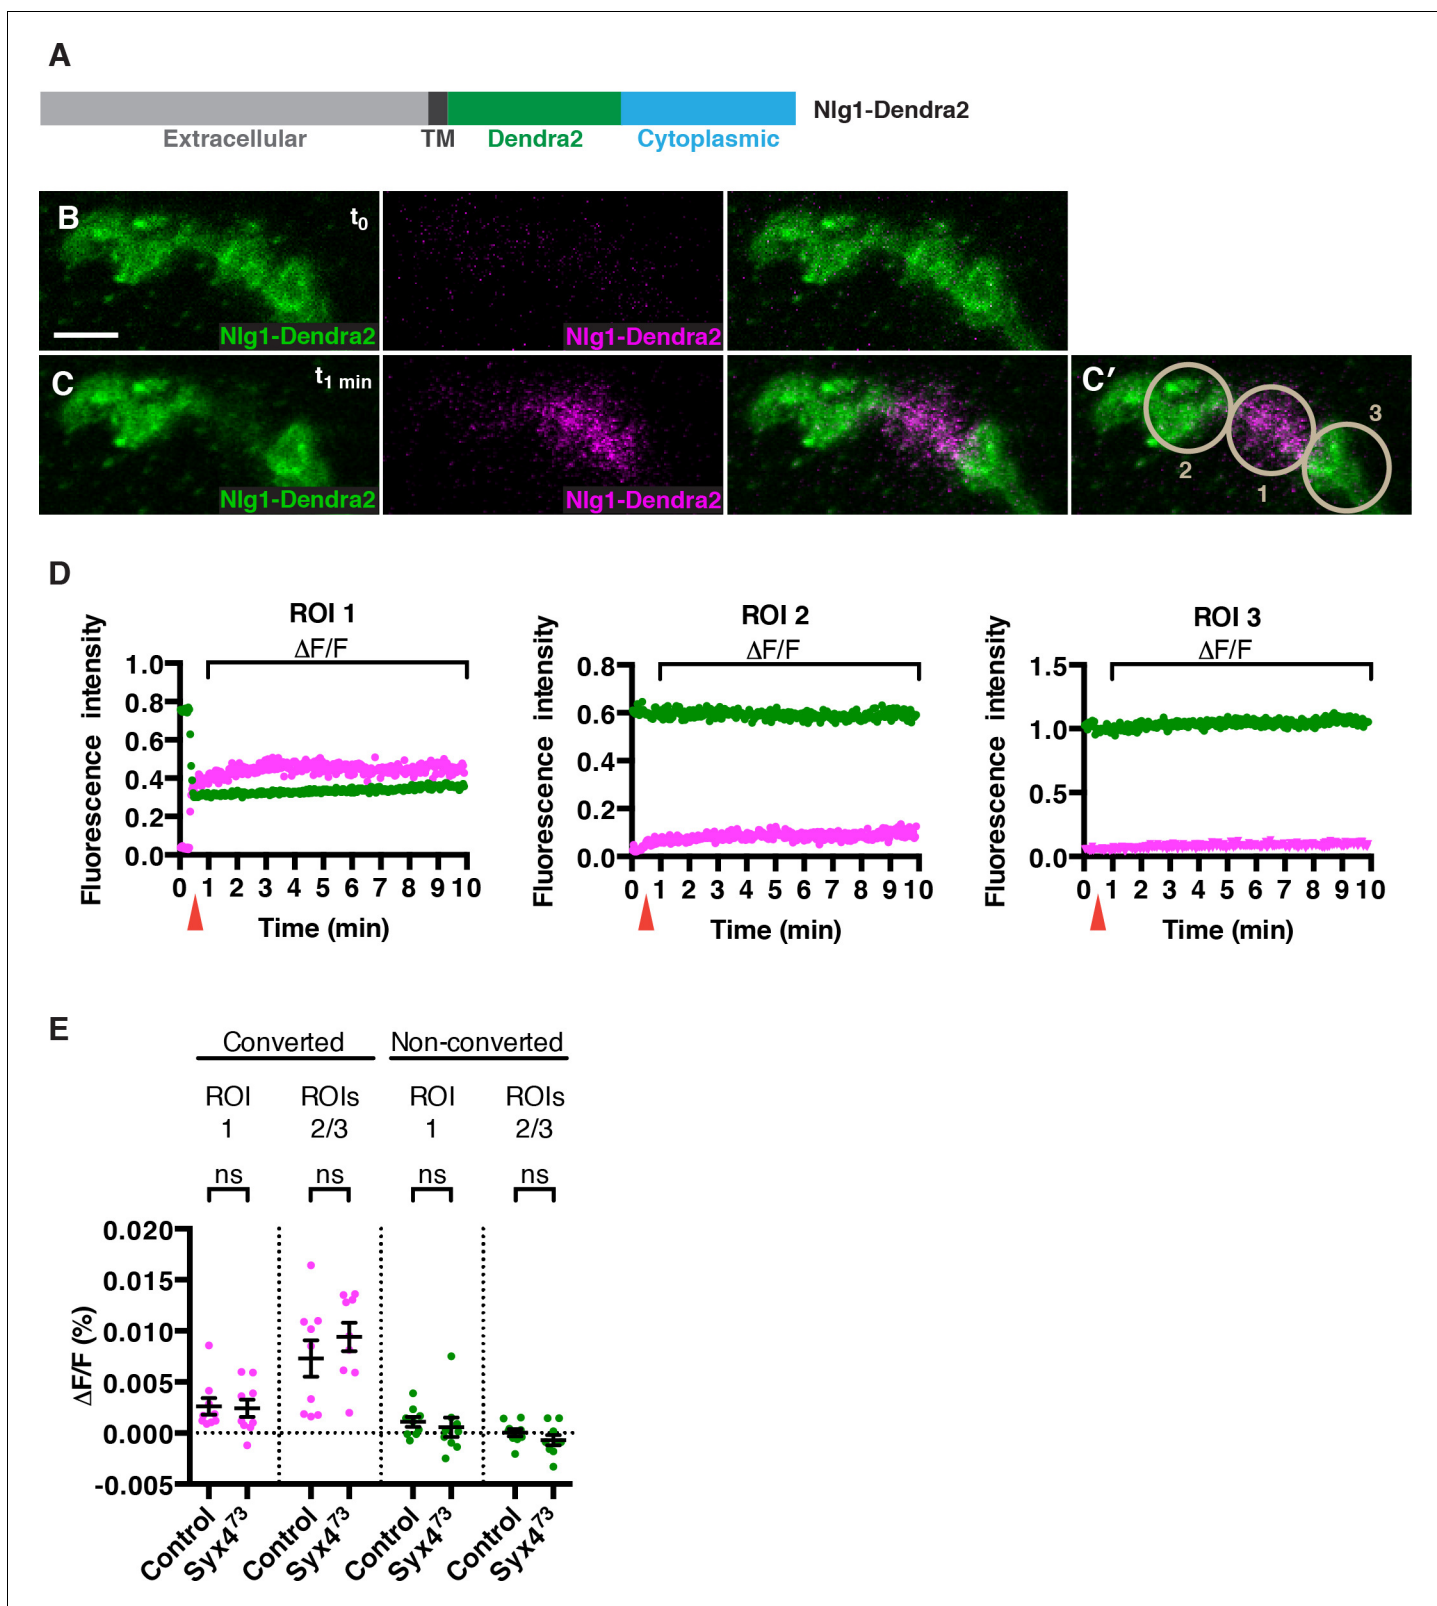 A
Nlg1-Dendra2
Extracellular TM Dendra2 Cytoplasmic
B t0
Nlg1-Dendra2 Nlg1-Dendra2
C t1 min C′
3
2
1
Nlg1-Dendra2 Nlg1-Dendra2
D
ROI 1 ROI 2 ROI 3
ΔF/F ΔF/F ΔF/F
Fluorescence intensity
1.0
0.8
0.6
0.4
0.2
0.0
0 1 2 3 4 5 6 7 8 9 10
Time (min)
Fluorescence intensity
0.8
0.6
0.4
0.2
0.0
0 1 2 3 4 5 6 7 8 9 10
Time (min)
Fluorescence intensity
1.5
1.0
0.5
0.0
0 1 2 3 4 5 6 7 8 9 10
Time (min)
E
Converted Non-converted
ROI ROIs ROI ROIs
1 2/3 1 2/3
ns ns ns ns
ΔF/F (%)
0.020
0.015
0.010
0.005
0.000
-0.005
Control Syx4⁷³ Control Syx4⁷³ Control Syx4⁷³ Control Syx4⁷³